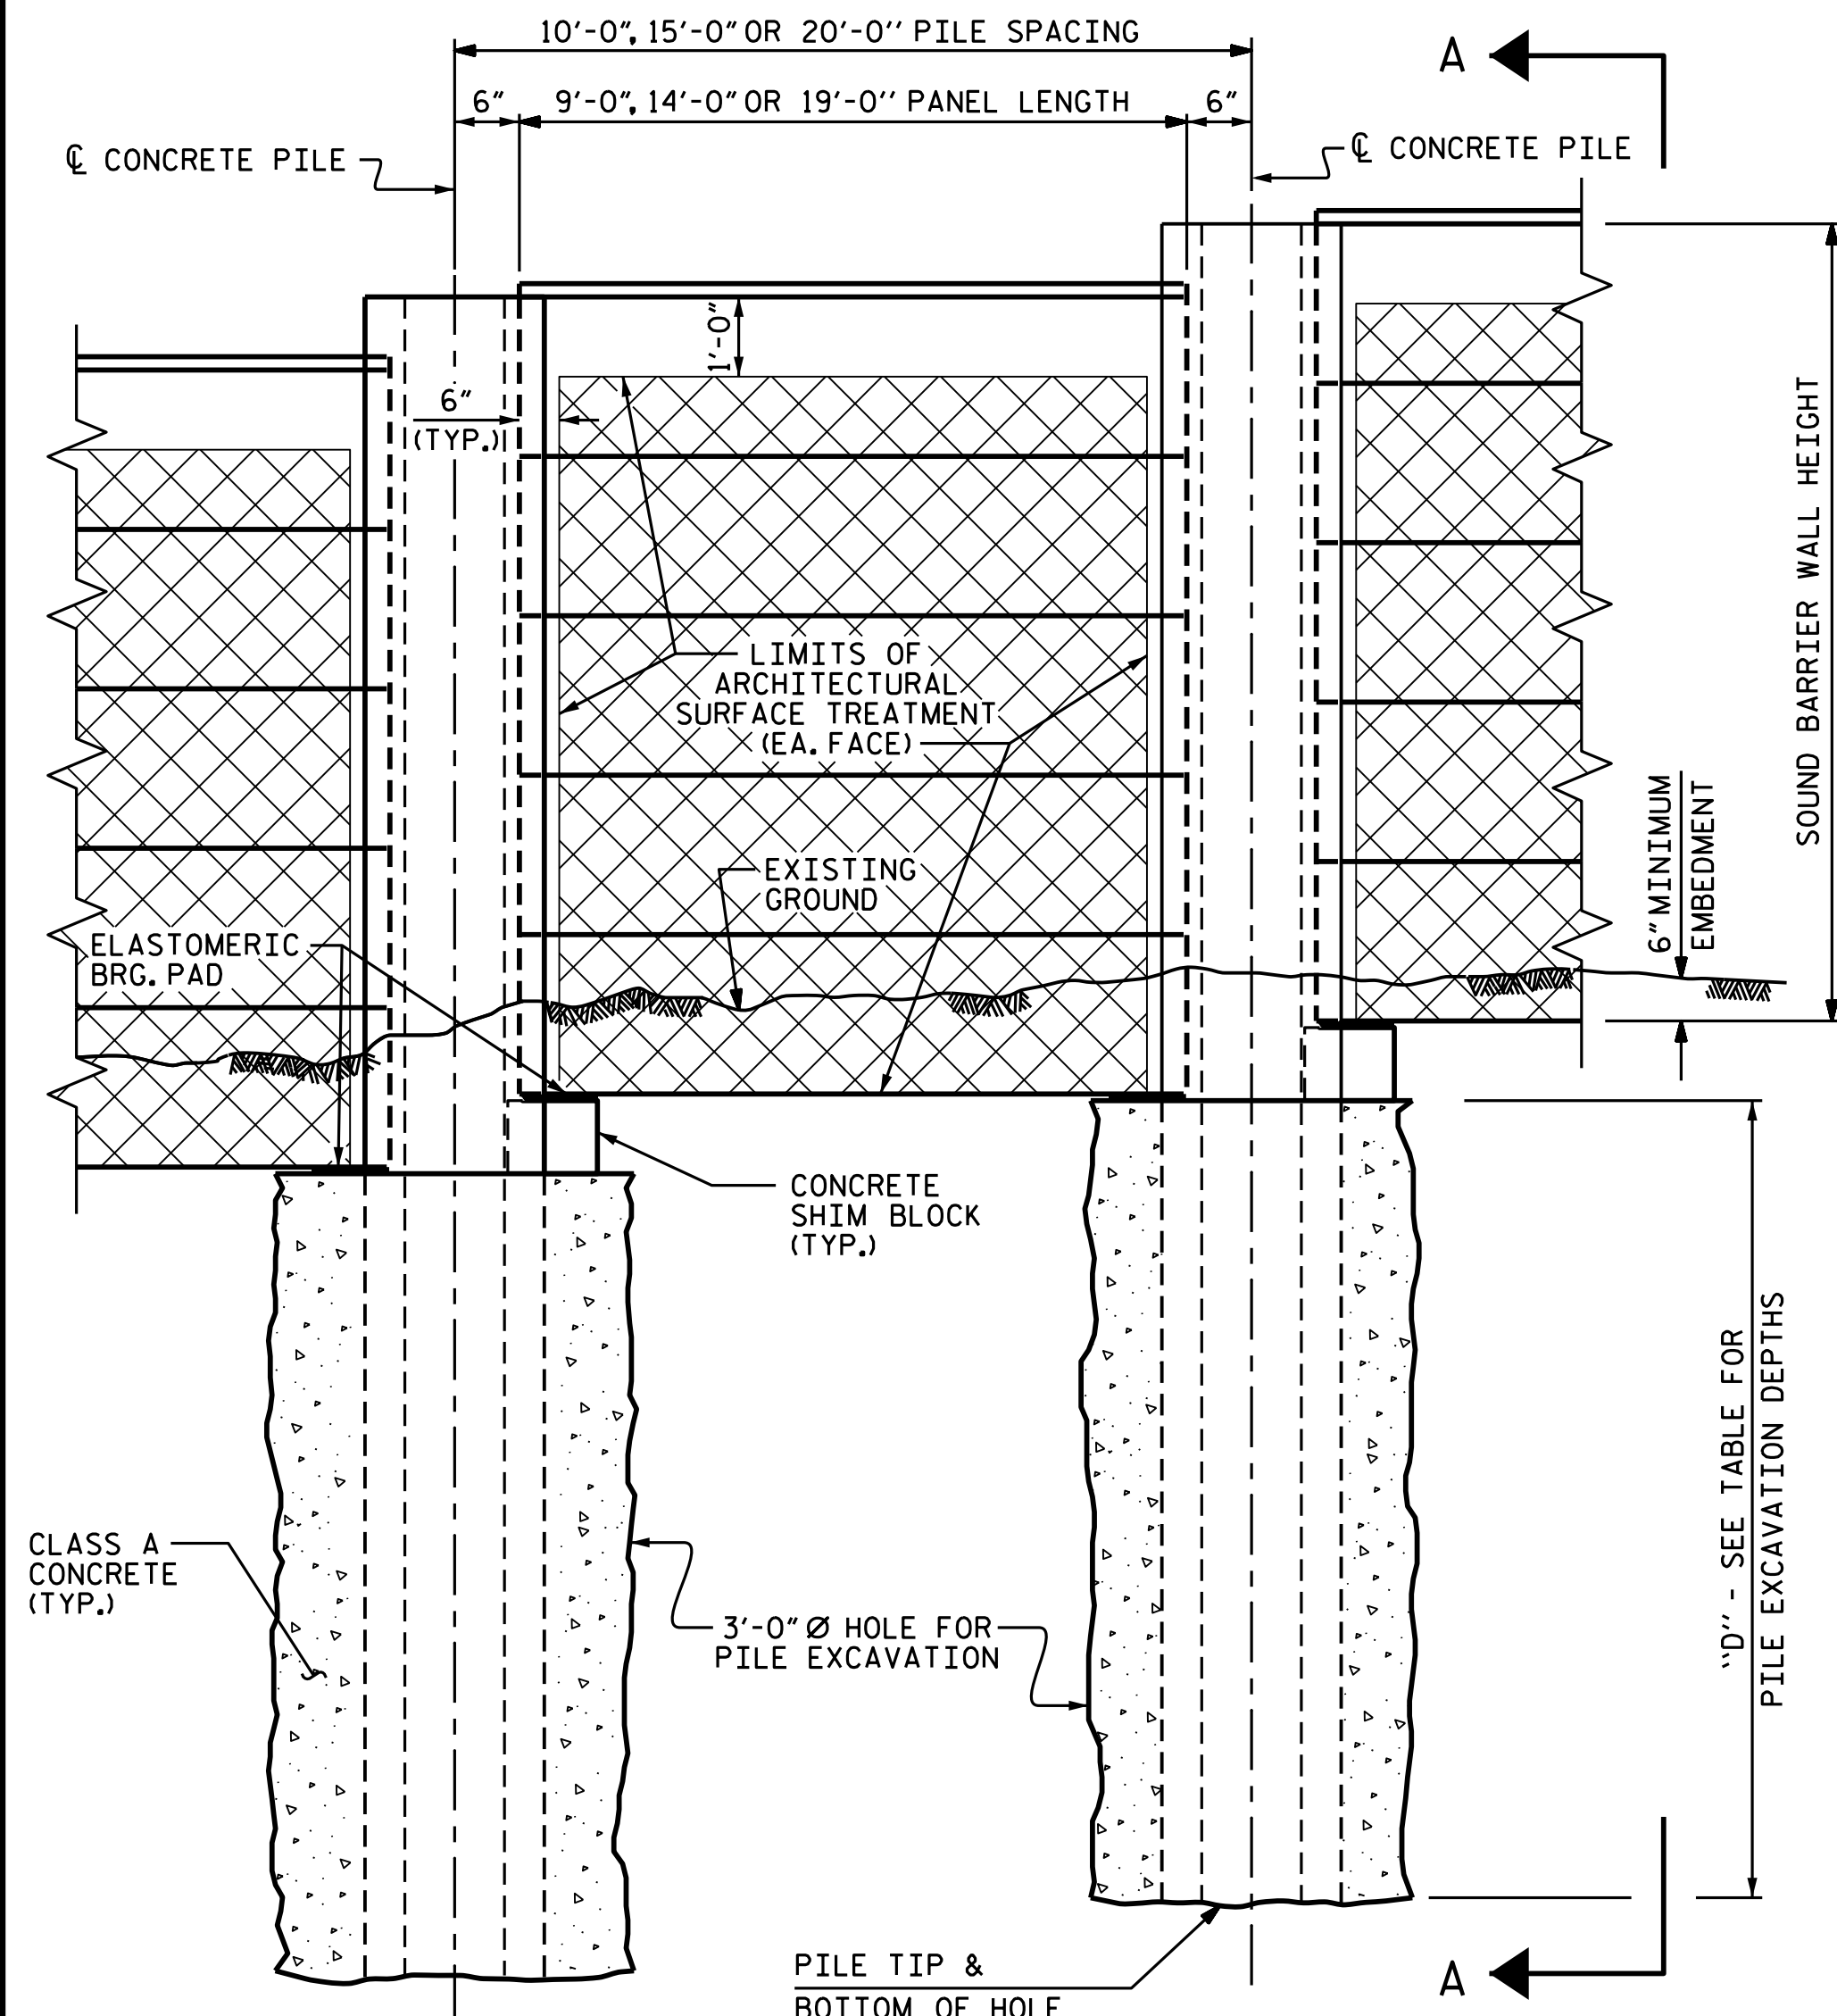 10'-0", 15'-0" OR 20'-0'' PILE SPACING
A
6"
9'-0", 14'-0" OR 19'-0'' PANEL LENGTH
6"
℄ CONCRETE PILE
℄ CONCRETE PILE
1'-0"
6"
(TYP.)
SOUND BARRIER WALL HEIGHT
LIMITS OF
ARCHITECTURAL
SURFACE TREATMENT
(EA. FACE)
6" MINIMUM
EMBEDMENT
EXISTING
GROUND
ELASTOMERIC
BRG. PAD
CONCRETE
SHIM BLOCK
(TYP.)
"D" - SEE TABLE FOR
PILE EXCAVATION DEPTHS
CLASS A
CONCRETE
(TYP.)
3'-0" Ø HOLE FOR
PILE EXCAVATION
PILE TIP &
BOTTOM OF HOLE
A